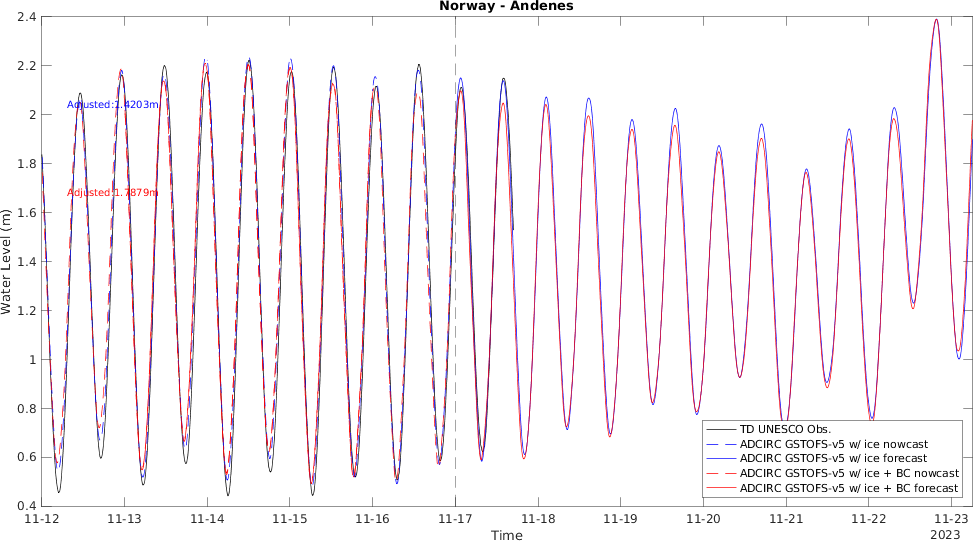 Norway - Andenes
2.4
2.2
2
1.8
1.6
1.4
1.2
1
0.8
0.6
0.4
Water Level (m)
Adjusted:1.4203m
Adjusted:1.7879m
TD UNESCO Obs.
ADCIRC GSTOFS-v5 w/ ice nowcast
ADCIRC GSTOFS-v5 w/ ice forecast
ADCIRC GSTOFS-v5 w/ ice + BC nowcast
ADCIRC GSTOFS-v5 w/ ice + BC forecast
11-12 11-13 11-14 11-15 11-16 11-17 11-18 11-19 11-20 11-21 11-22 11-23
Time
2023